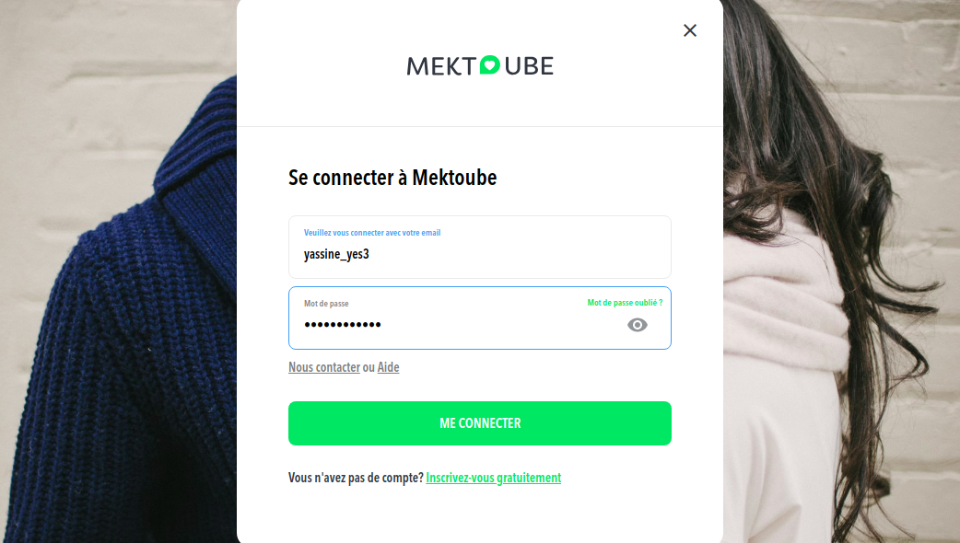 MEKTOUBE
Se connecter à Mektoube
Veuillez vous connecter avec votre email
yassine_yes3
Mot de passe
Mot de passe oublié ?
••••••••••••
Nous contacter ou Aide
ME CONNECTER
Vous n'avez pas de compte? Inscrivez-vous gratuitement